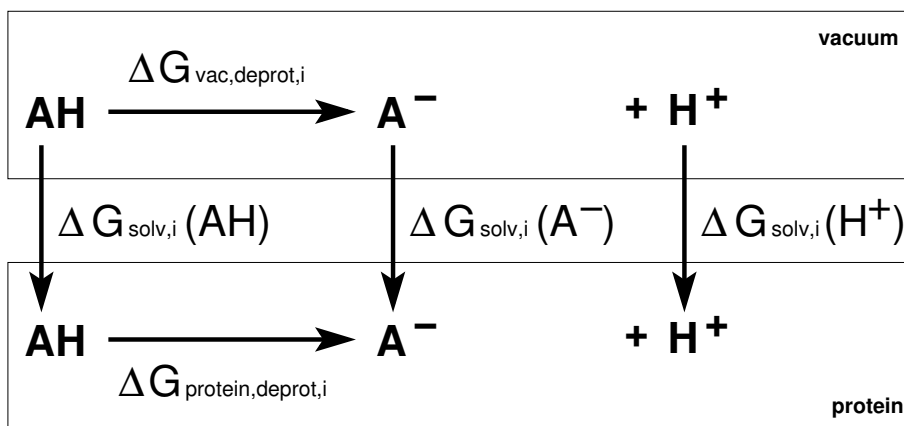 vacuum
ΔG vac,deprot,i
AH A⁻ + H⁺
ΔG solv,i (AH) ΔG solv,i (A⁻) ΔG solv,i (H⁺)
AH A⁻ + H⁺
ΔG protein,deprot,i
protein